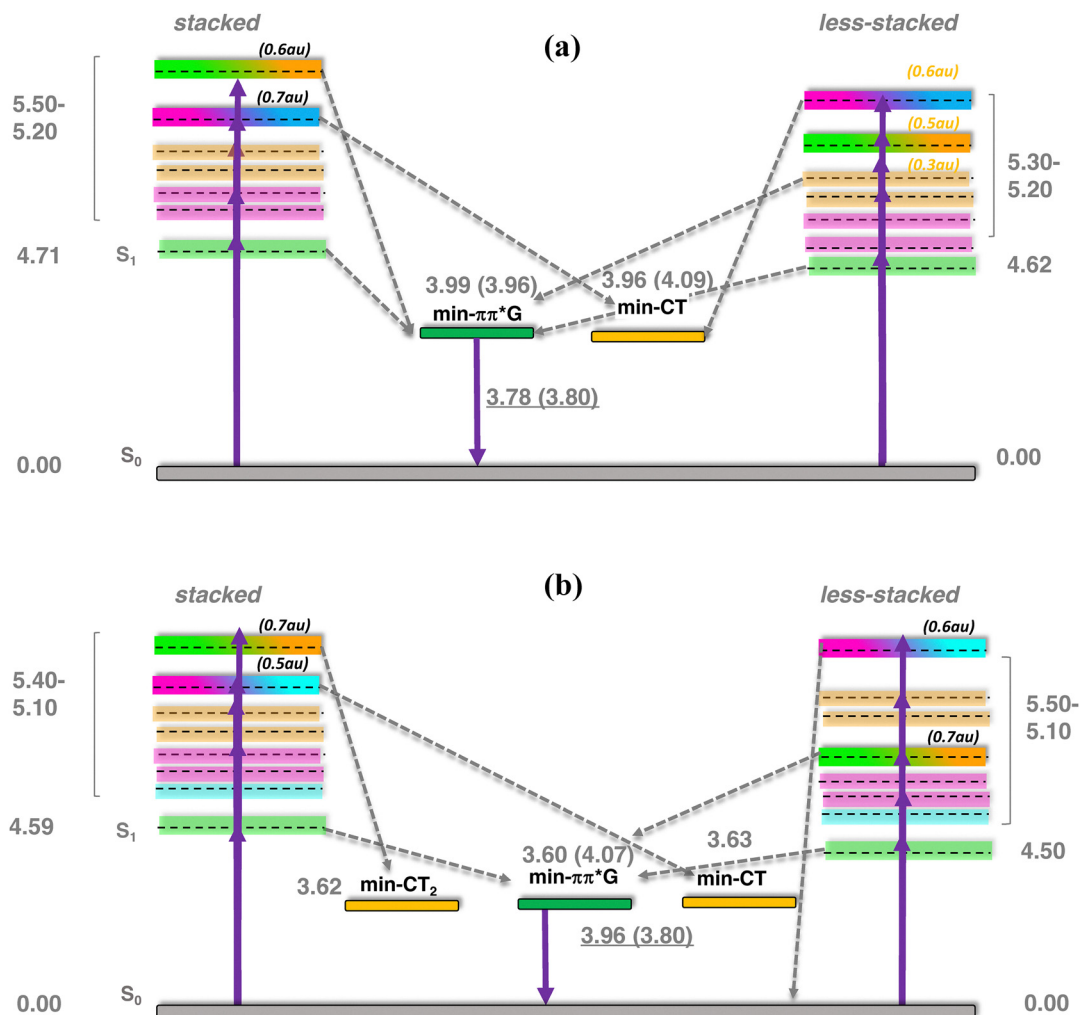 stacked
(a)
less-stacked
(0.6au)
(0.6au)
(0.7au)
5.50-
5.20
(0.5au)
(0.3au)
5.30-
5.20
4.71
S₁
4.62
3.99 (3.96)
3.96 (4.09)
min-ππ*G
min-CT
3.78 (3.80)
0.00
S₀
0.00
(b)
stacked
less-stacked
(0.7au)
(0.6au)
(0.5au)
5.40-
5.10
5.50-
5.10
(0.7au)
4.59
S₁
3.63
4.50
3.60 (4.07)
3.62
min-CT₂
min-ππ*G
min-CT
3.96 (3.80)
0.00
S₀
0.00